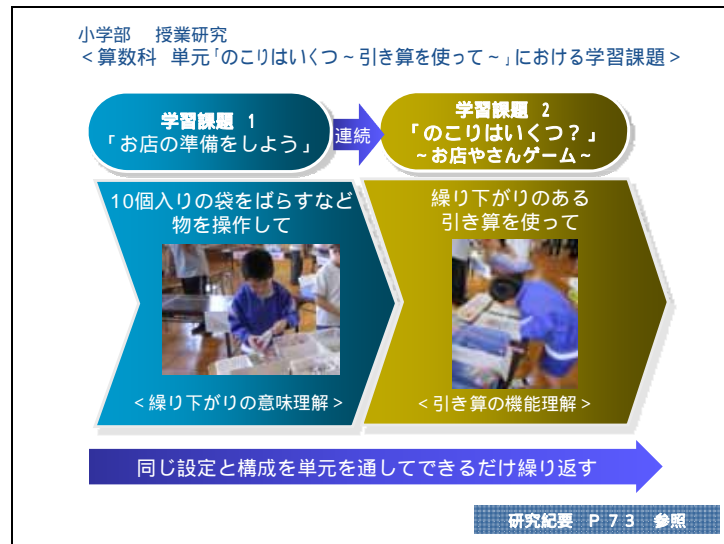 小学部　授業研究
＜算数科 単元｢のこりはいくつ～引き算を使って～｣における学習課題＞
学習課題 1
｢お店の準備をしよう｣
連続
学習課題 2
｢のこりはいくつ？｣
～お店やさんゲーム～
10個入りの袋をばらすなど
物を操作して
＜繰り下がりの意味理解＞
繰り下がりのある
引き算を使って
＜引き算の機能理解＞
同じ設定と構成を単元を通してできるだけ繰り返す
研究紀要 Ｐ７３ 参照